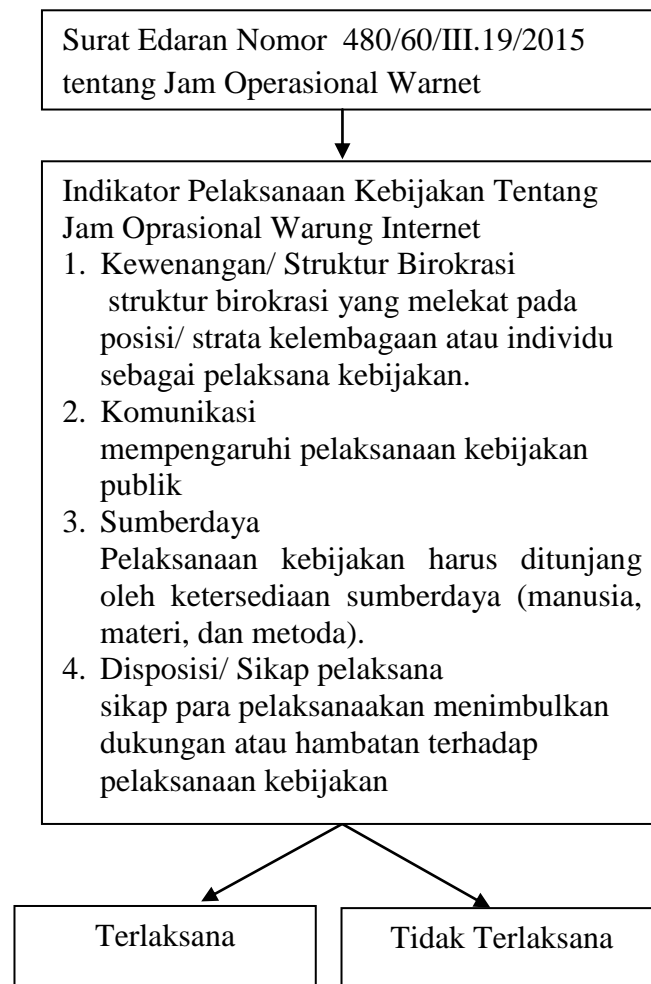 Surat Edaran Nomor 480/60/III.19/2015
tentang Jam Operasional Warnet
Indikator Pelaksanaan Kebijakan Tentang
Jam Oprasional Warung Internet
1. Kewenangan/ Struktur Birokrasi
struktur birokrasi yang melekat pada
posisi/ strata kelembagaan atau individu
sebagai pelaksana kebijakan.
2. Komunikasi
mempengaruhi pelaksanaan kebijakan
publik
3. Sumberdaya
Pelaksanaan kebijakan harus ditunjang
oleh ketersediaan sumberdaya (manusia,
materi, dan metoda).
4. Disposisi/ Sikap pelaksana
sikap para pelaksanaakan menimbulkan
dukungan atau hambatan terhadap
pelaksanaan kebijakan
Terlaksana
Tidak Terlaksana